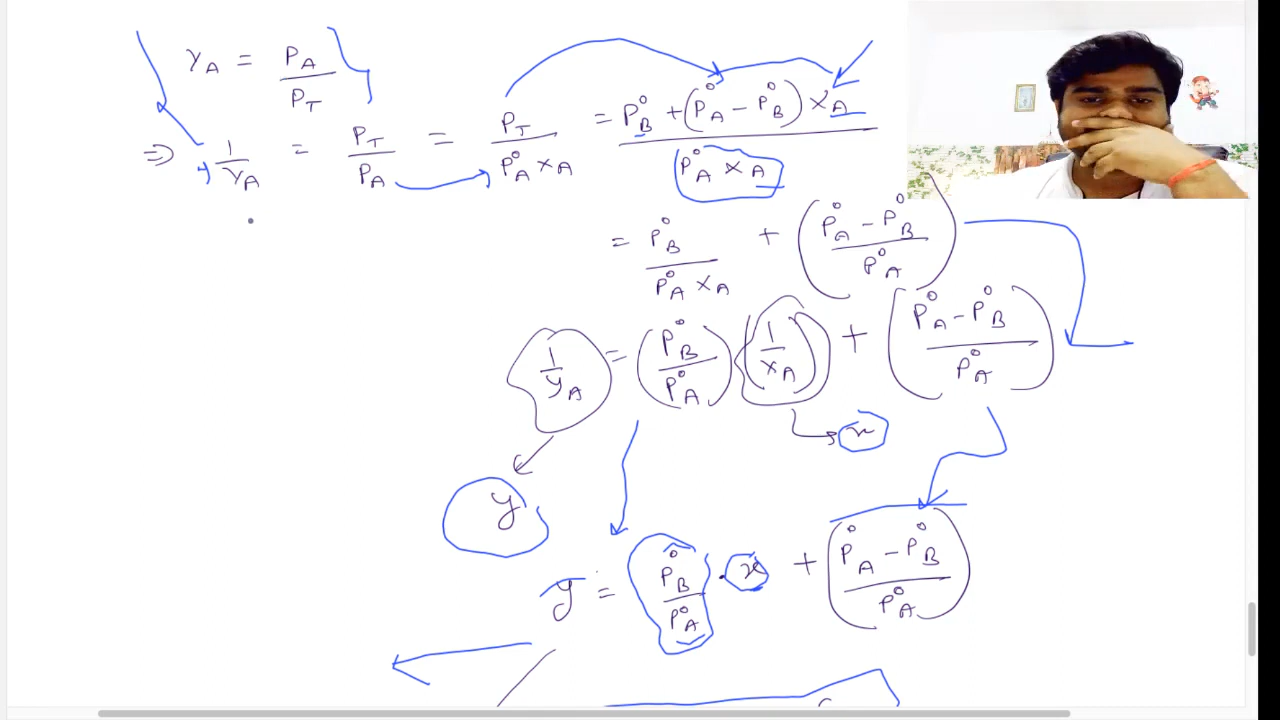 Y_A = P_A / P_T
⇒ 1/Y_A = P_T / P_A = P_T / (P°_A X_A) = (P°_B + (P°_A − P°_B) X_A) / (P°_A X_A)
= P°_B / (P°_A X_A) + ((P°_A − P°_B) / P°_A)
1/y_A = (P°_B / P°_A) (1/x_A) + ((P°_A − P°_B) / P°_A)
x
y
y = P°_B / P°_A · x + ((P°_A − P°_B) / P°_A)